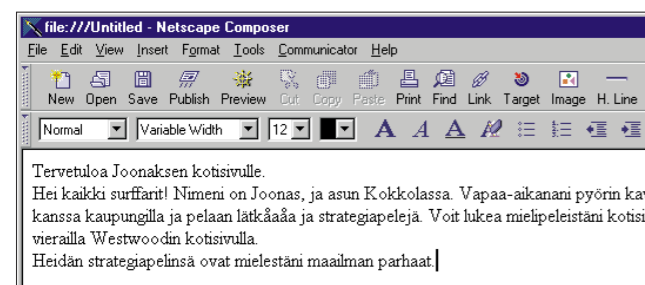 file:///Untitled - Netscape Composer
File Edit View Insert Format Tools Communicator Help
New Open Save Publish Preview Cut Copy Paste Print Find Link Target Image H. Line
Normal Variable Width 12 A A A
Tervetuloa Joonaksen kotisivulle.
Hei kaikki surffarit! Nimeni on Joonas, ja asun Kokkolassa. Vapaa-aikanani pyörin
kanssa kaupungilla ja pelaan lätkåaåa ja strategiapelejä. Voit lukea mielipeleistäni
vierailla Westwoodin kotisivulla.
Heidän strategiapelinsä ovat mielestäni maailman parhaat.